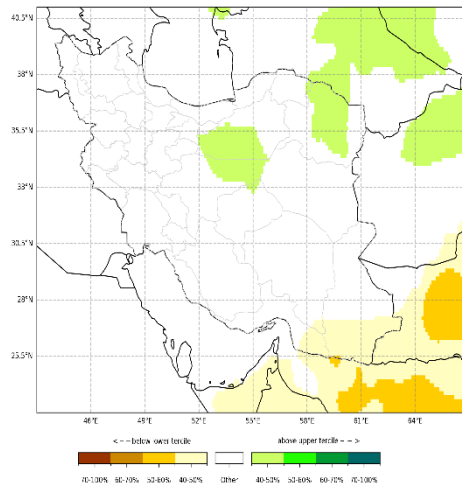 40.5°N
38°N
35.5°N
33°N
30.5°N
28°N
25.5°N
46°E 49°E 52°E 55°E 58°E 61°E 64°E
<---below lower tercile above upper tercile --->
70-100% 60-70% 50-60% 40-50% Other 40-50% 50-60% 60-70% 70-100%